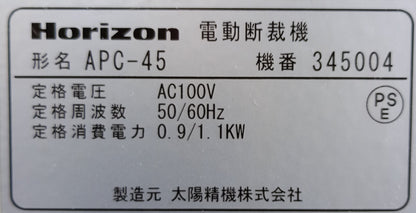 Horizon 電動断裁機
形名 APC-45 機番 345004
定格電圧 AC100V
定格周波数 50/60Hz
定格消費電力 0.9/1.1KW
PS
E
製造元 太陽精機株式会社